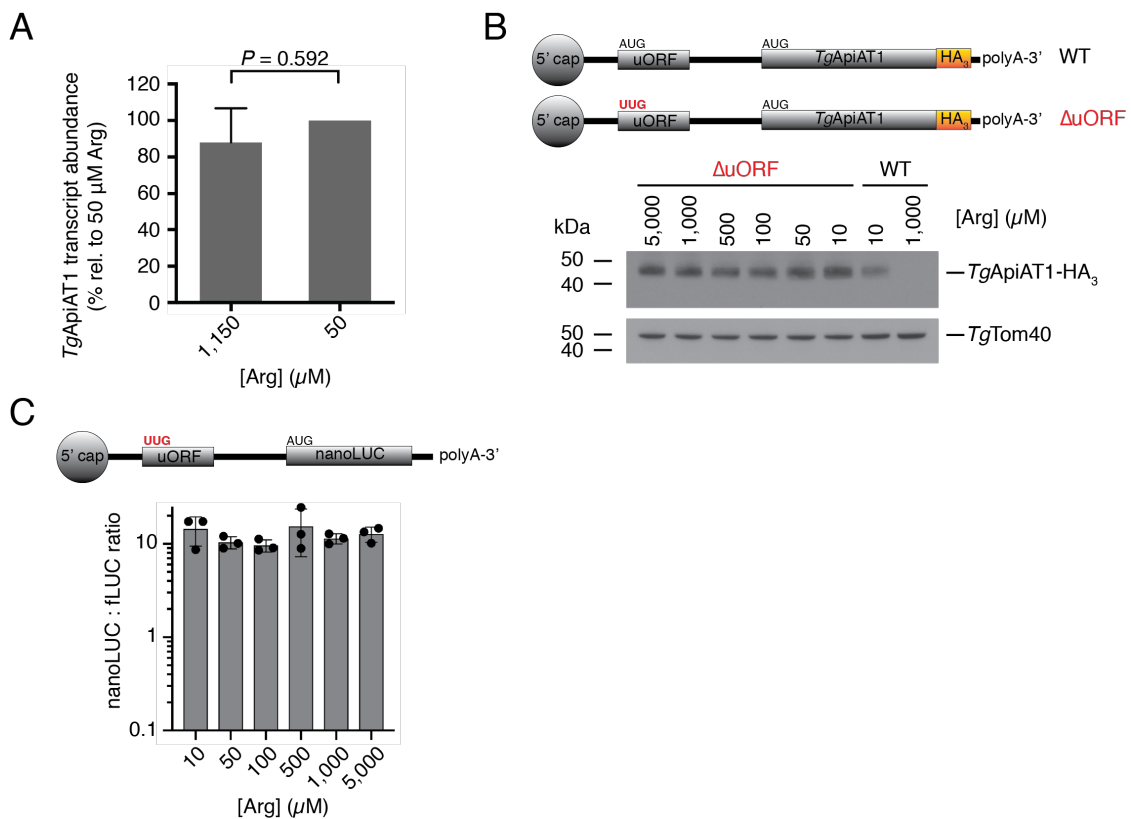 A
P = 0.592
TgApiAT1 transcript abundance
(% rel. to 50 µM Arg)
120
100
80
60
40
20
0
1,150
50
[Arg] (µM)
B
5' cap
AUG
uORF
AUG
TgApiAT1
HA3
polyA-3'
WT
5' cap
UUG
uORF
AUG
TgApiAT1
HA3
polyA-3'
ΔuORF
ΔuORF
WT
kDa
5,000
1,000
500
100
50
10
10
1,000
[Arg] (µM)
50
40
TgApiAT1-HA3
50
40
TgTom40
C
5' cap
UUG
uORF
AUG
nanoLUC
polyA-3'
nanoLUC : fLUC ratio
10
1
0.1
10
50
100
500
1,000
5,000
[Arg] (µM)